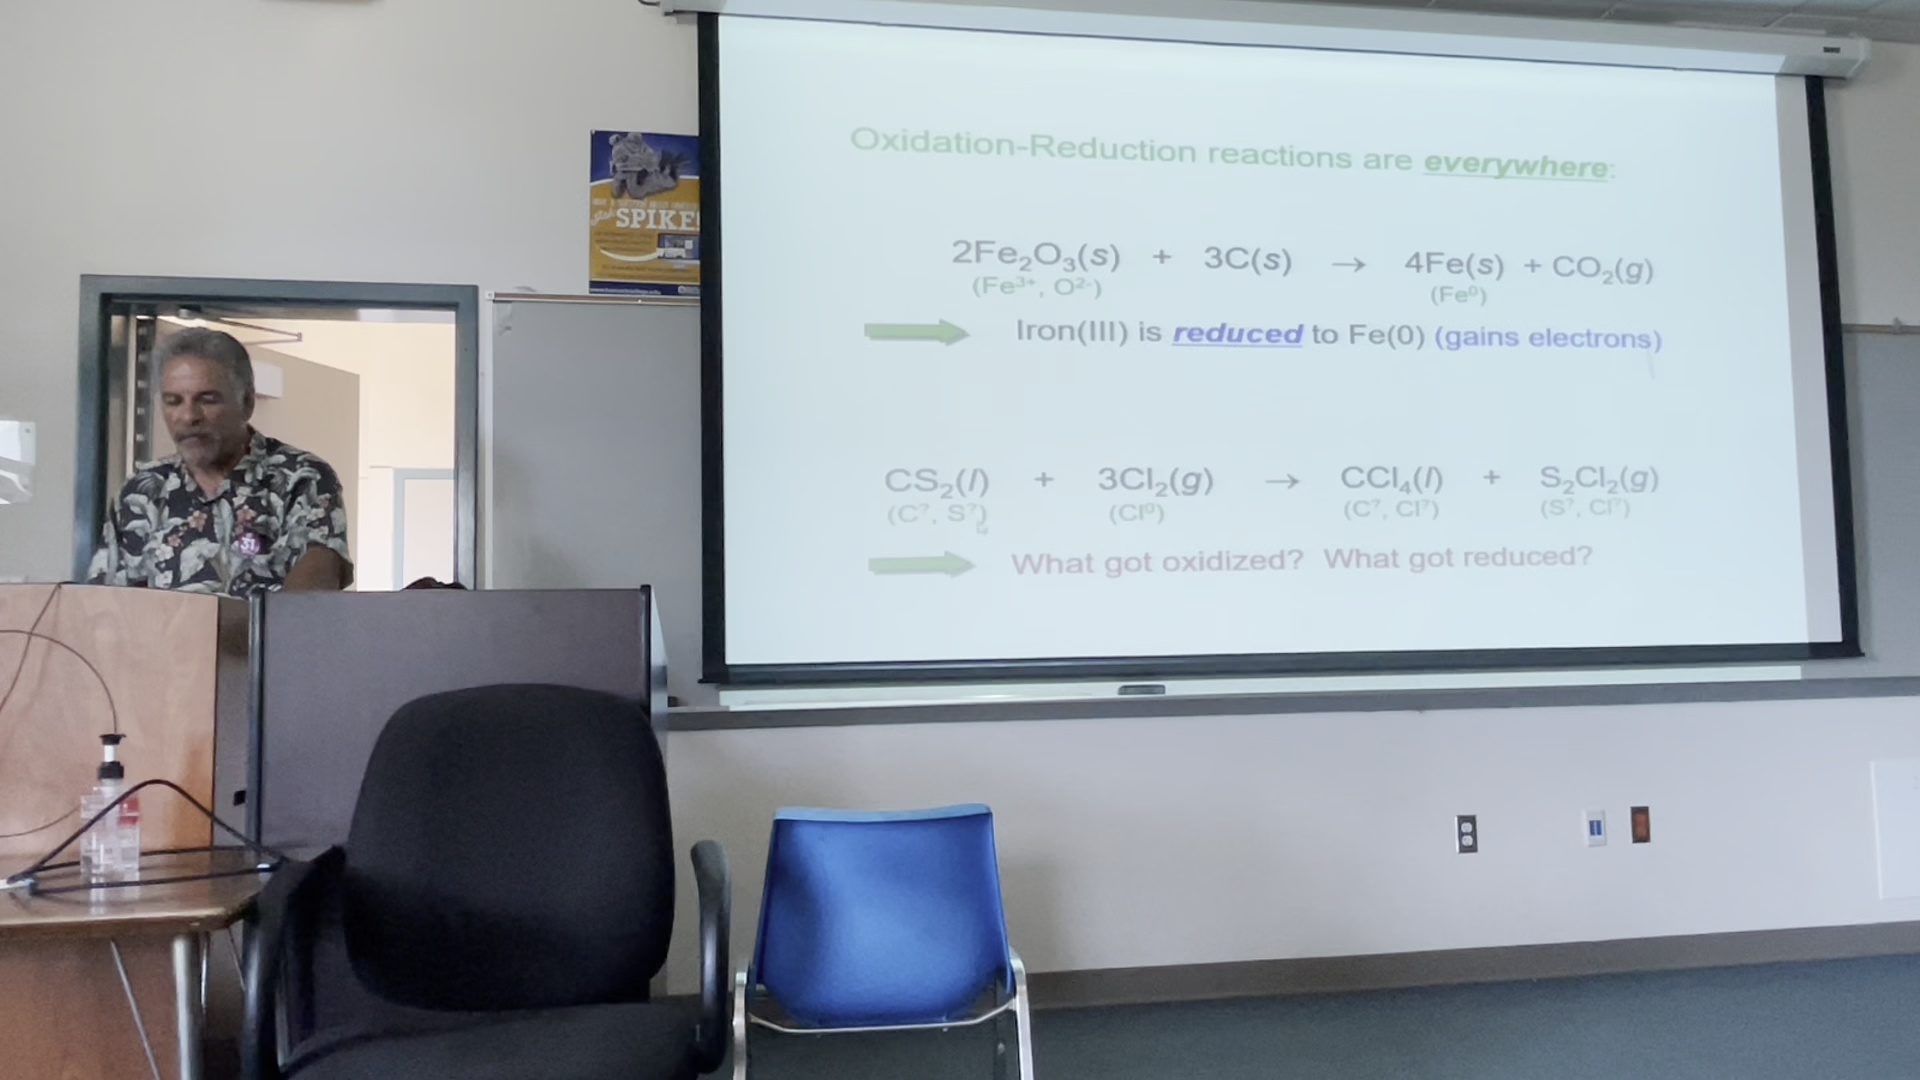 SPIKE
Oxidation-Reduction reactions are everywhere:
2Fe₂O₃(s) + 3C(s) → 4Fe(s) + CO₂(g)
(Fe³⁺, O²⁻) (Fe⁰)
Iron(III) is reduced to Fe(0) (gains electrons)
CS₂(l) + 3Cl₂(g) → CCl₄(l) + S₂Cl₂(g)
(C?, S?) (Cl⁰) (C?, Cl?) (S?, Cl?)
What got oxidized? What got reduced?
31